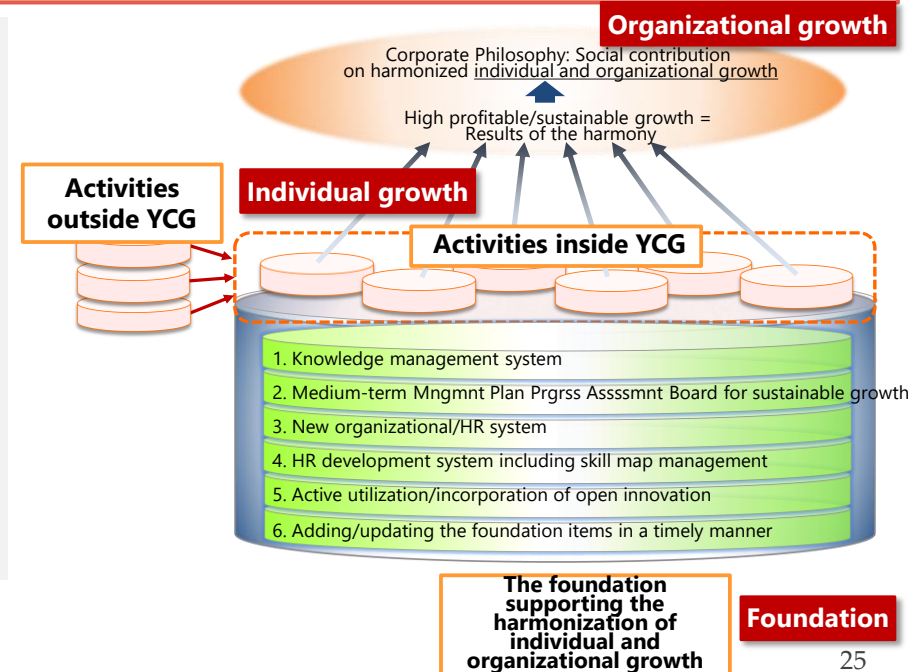 Organizational growth
Corporate Philosophy: Social contribution
on harmonized individual and organizational growth
High profitable/sustainable growth =
Results of the harmony
Activities
outside YCG
Individual growth
Activities inside YCG
1. Knowledge management system
2. Medium-term Mngmnt Plan Prgrss Assssmnt Board for sustainable growth
3. New organizational/HR system
4. HR development system including skill map management
5. Active utilization/incorporation of open innovation
6. Adding/updating the foundation items in a timely manner
The foundation
supporting the
harmonization of
individual and
organizational growth
Foundation
25